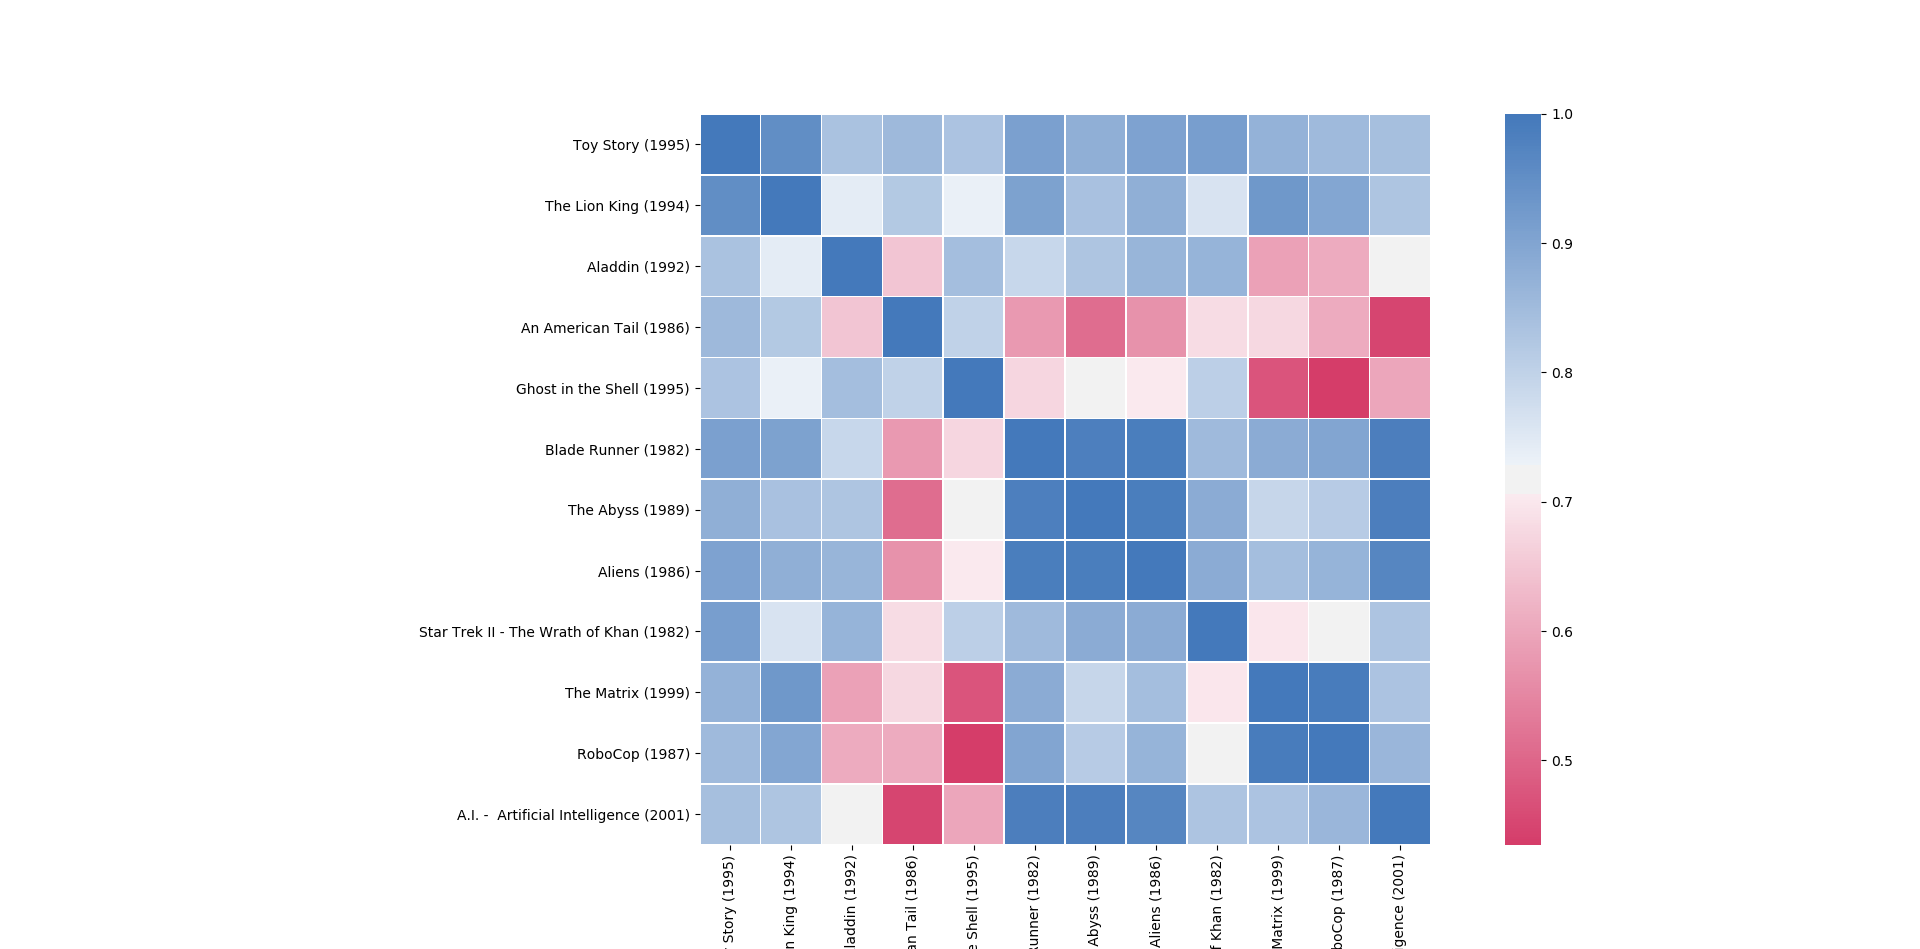 Toy Story (1995)
The Lion King (1994)
Aladdin (1992)
An American Tail (1986)
Ghost in the Shell (1995)
Blade Runner (1982)
The Abyss (1989)
Aliens (1986)
Star Trek II - The Wrath of Khan (1982)
The Matrix (1999)
RoboCop (1987)
A.I. -  Artificial Intelligence (2001)
Story (1995)
n King (1994)
laddin (1992)
an Tail (1986)
e Shell (1995)
Runner (1982)
Abyss (1989)
Aliens (1986)
f Khan (1982)
Matrix (1999)
boCop (1987)
igence (2001)
1.0
0.9
0.8
0.7
0.6
0.5